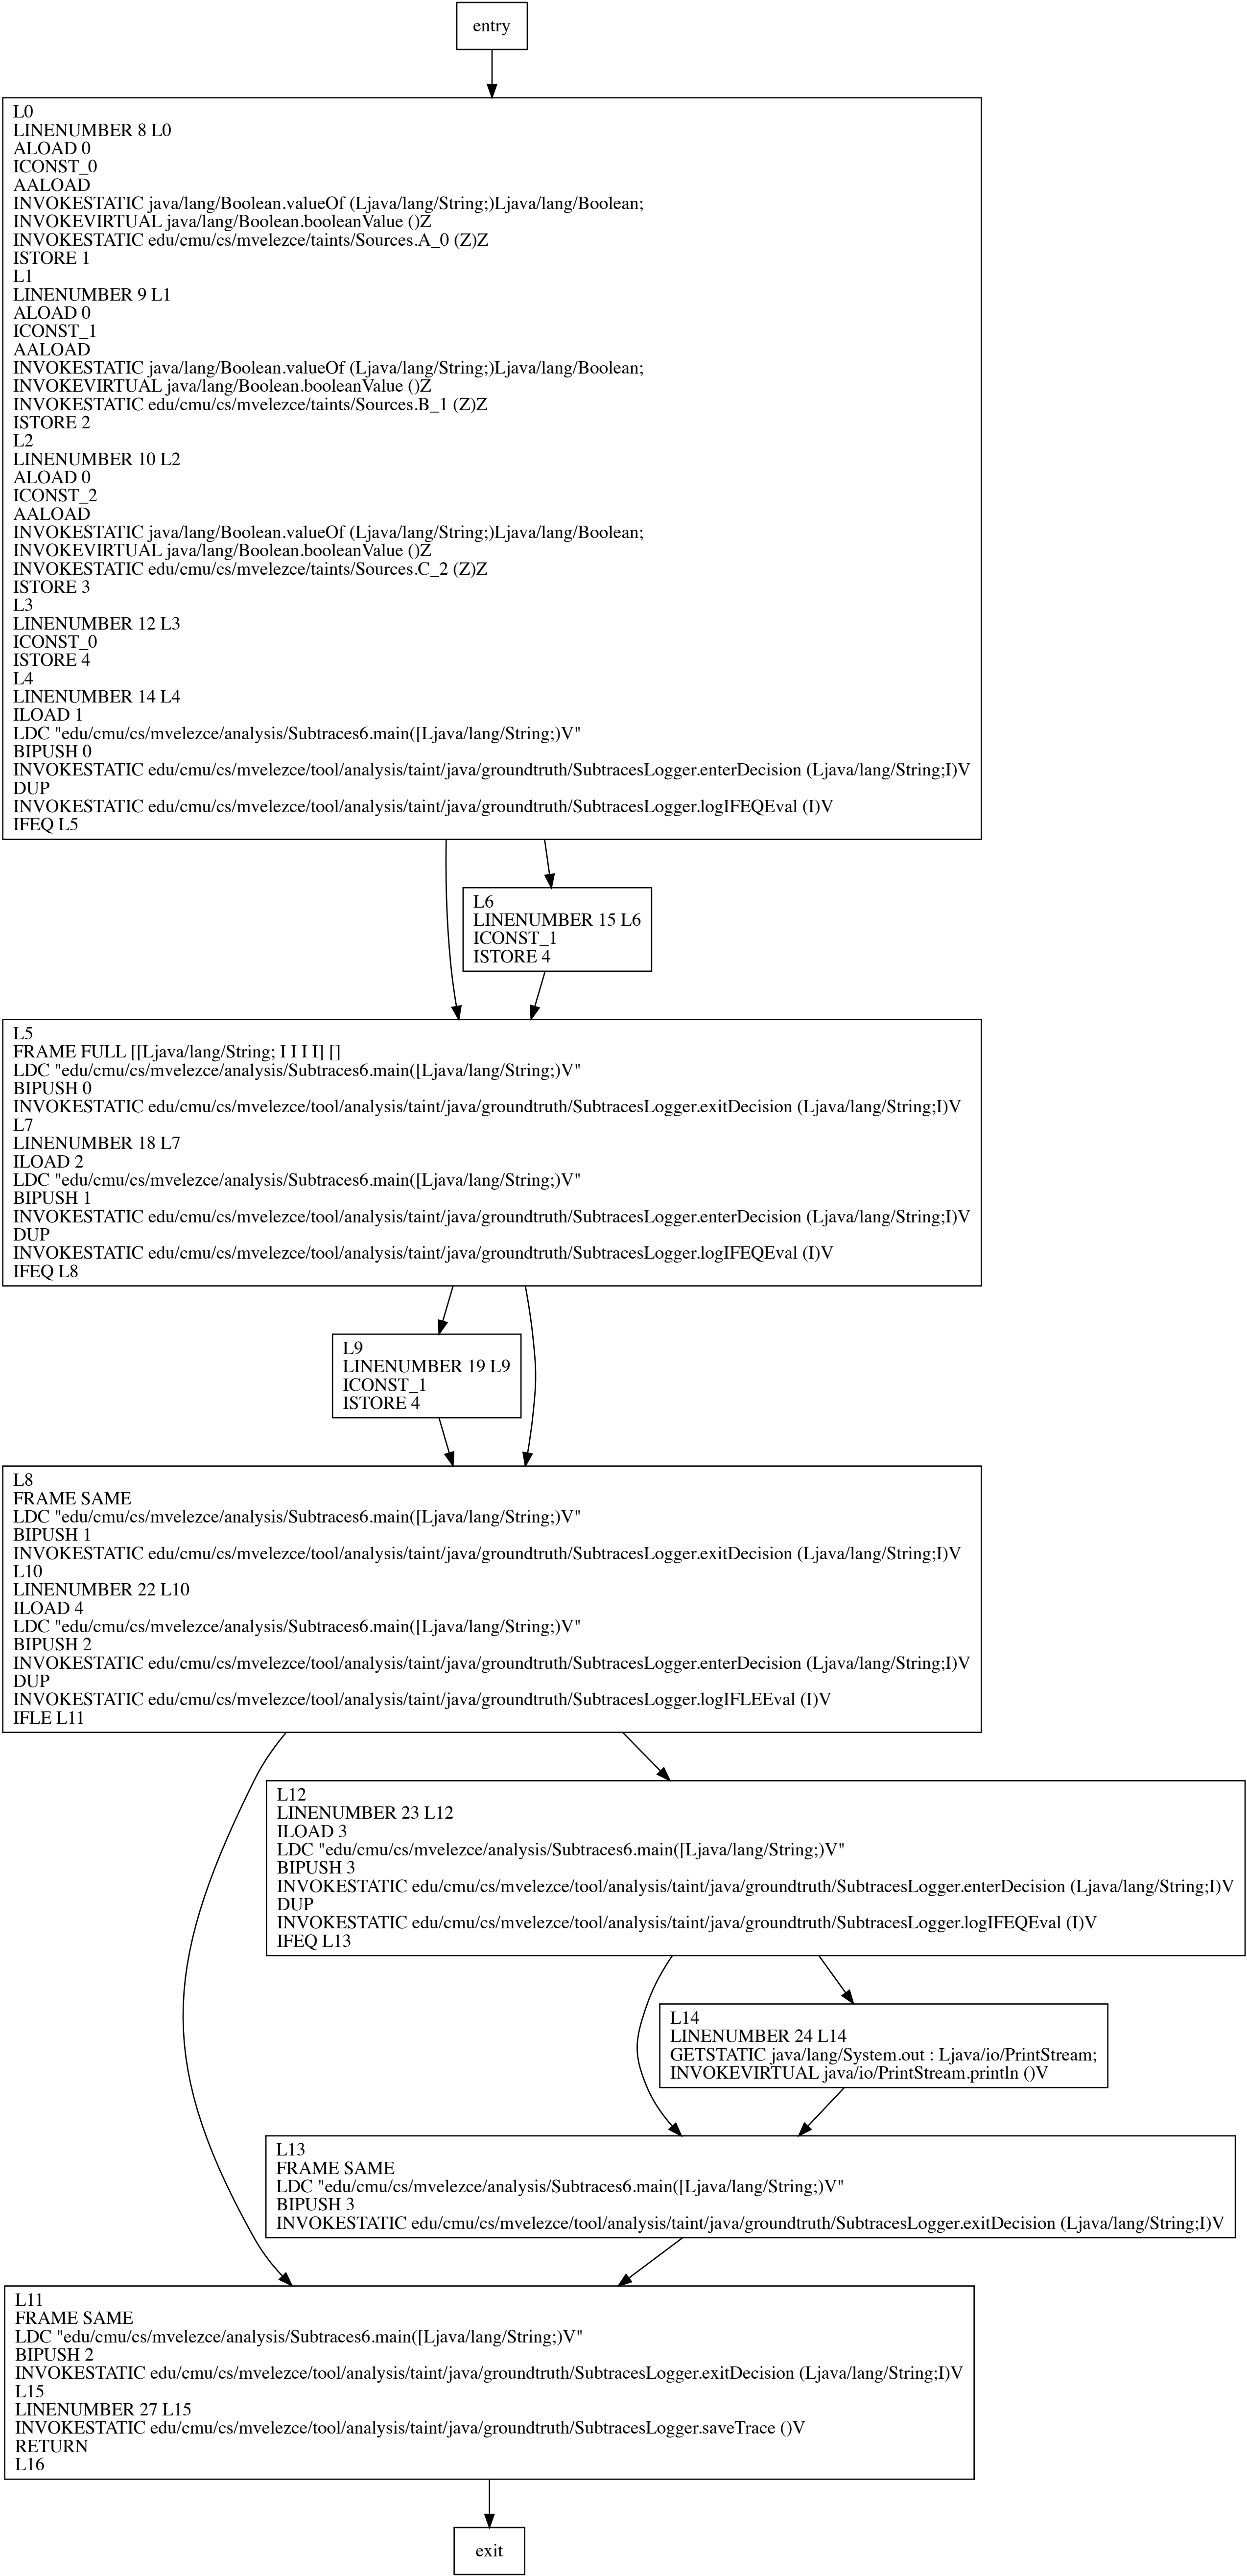 entry
L0
LINENUMBER 8 L0
ALOAD 0
ICONST_0
AALOAD
INVOKESTATIC java/lang/Boolean.valueOf (Ljava/lang/String;)Ljava/lang/Boolean;
INVOKEVIRTUAL java/lang/Boolean.booleanValue ()Z
INVOKESTATIC edu/cmu/cs/mvelezce/taints/Sources.A_0 (Z)Z
ISTORE 1
L1
LINENUMBER 9 L1
ALOAD 0
ICONST_1
AALOAD
INVOKESTATIC java/lang/Boolean.valueOf (Ljava/lang/String;)Ljava/lang/Boolean;
INVOKEVIRTUAL java/lang/Boolean.booleanValue ()Z
INVOKESTATIC edu/cmu/cs/mvelezce/taints/Sources.B_1 (Z)Z
ISTORE 2
L2
LINENUMBER 10 L2
ALOAD 0
ICONST_2
AALOAD
INVOKESTATIC java/lang/Boolean.valueOf (Ljava/lang/String;)Ljava/lang/Boolean;
INVOKEVIRTUAL java/lang/Boolean.booleanValue ()Z
INVOKESTATIC edu/cmu/cs/mvelezce/taints/Sources.C_2 (Z)Z
ISTORE 3
L3
LINENUMBER 12 L3
ICONST_0
ISTORE 4
L4
LINENUMBER 14 L4
ILOAD 1
LDC "edu/cmu/cs/mvelezce/analysis/Subtraces6.main([Ljava/lang/String;)V"
BIPUSH 0
INVOKESTATIC edu/cmu/cs/mvelezce/tool/analysis/taint/java/groundtruth/SubtracesLogger.enterDecision (Ljava/lang/String;I)V
DUP
INVOKESTATIC edu/cmu/cs/mvelezce/tool/analysis/taint/java/groundtruth/SubtracesLogger.logIFEQEval (I)V
IFEQ L5
L6
LINENUMBER 15 L6
ICONST_1
ISTORE 4
L5
FRAME FULL [[Ljava/lang/String; I I I I] []
LDC "edu/cmu/cs/mvelezce/analysis/Subtraces6.main([Ljava/lang/String;)V"
BIPUSH 0
INVOKESTATIC edu/cmu/cs/mvelezce/tool/analysis/taint/java/groundtruth/SubtracesLogger.exitDecision (Ljava/lang/String;I)V
L7
LINENUMBER 18 L7
ILOAD 2
LDC "edu/cmu/cs/mvelezce/analysis/Subtraces6.main([Ljava/lang/String;)V"
BIPUSH 1
INVOKESTATIC edu/cmu/cs/mvelezce/tool/analysis/taint/java/groundtruth/SubtracesLogger.enterDecision (Ljava/lang/String;I)V
DUP
INVOKESTATIC edu/cmu/cs/mvelezce/tool/analysis/taint/java/groundtruth/SubtracesLogger.logIFEQEval (I)V
IFEQ L8
L9
LINENUMBER 19 L9
ICONST_1
ISTORE 4
L8
FRAME SAME
LDC "edu/cmu/cs/mvelezce/analysis/Subtraces6.main([Ljava/lang/String;)V"
BIPUSH 1
INVOKESTATIC edu/cmu/cs/mvelezce/tool/analysis/taint/java/groundtruth/SubtracesLogger.exitDecision (Ljava/lang/String;I)V
L10
LINENUMBER 22 L10
ILOAD 4
LDC "edu/cmu/cs/mvelezce/analysis/Subtraces6.main([Ljava/lang/String;)V"
BIPUSH 2
INVOKESTATIC edu/cmu/cs/mvelezce/tool/analysis/taint/java/groundtruth/SubtracesLogger.enterDecision (Ljava/lang/String;I)V
DUP
INVOKESTATIC edu/cmu/cs/mvelezce/tool/analysis/taint/java/groundtruth/SubtracesLogger.logIFLEEval (I)V
IFLE L11
L12
LINENUMBER 23 L12
ILOAD 3
LDC "edu/cmu/cs/mvelezce/analysis/Subtraces6.main([Ljava/lang/String;)V"
BIPUSH 3
INVOKESTATIC edu/cmu/cs/mvelezce/tool/analysis/taint/java/groundtruth/SubtracesLogger.enterDecision (Ljava/lang/String;I)V
DUP
INVOKESTATIC edu/cmu/cs/mvelezce/tool/analysis/taint/java/groundtruth/SubtracesLogger.logIFEQEval (I)V
IFEQ L13
L14
LINENUMBER 24 L14
GETSTATIC java/lang/System.out : Ljava/io/PrintStream;
INVOKEVIRTUAL java/io/PrintStream.println ()V
L13
FRAME SAME
LDC "edu/cmu/cs/mvelezce/analysis/Subtraces6.main([Ljava/lang/String;)V"
BIPUSH 3
INVOKESTATIC edu/cmu/cs/mvelezce/tool/analysis/taint/java/groundtruth/SubtracesLogger.exitDecision (Ljava/lang/String;I)V
L11
FRAME SAME
LDC "edu/cmu/cs/mvelezce/analysis/Subtraces6.main([Ljava/lang/String;)V"
BIPUSH 2
INVOKESTATIC edu/cmu/cs/mvelezce/tool/analysis/taint/java/groundtruth/SubtracesLogger.exitDecision (Ljava/lang/String;I)V
L15
LINENUMBER 27 L15
INVOKESTATIC edu/cmu/cs/mvelezce/tool/analysis/taint/java/groundtruth/SubtracesLogger.saveTrace ()V
RETURN
L16
exit